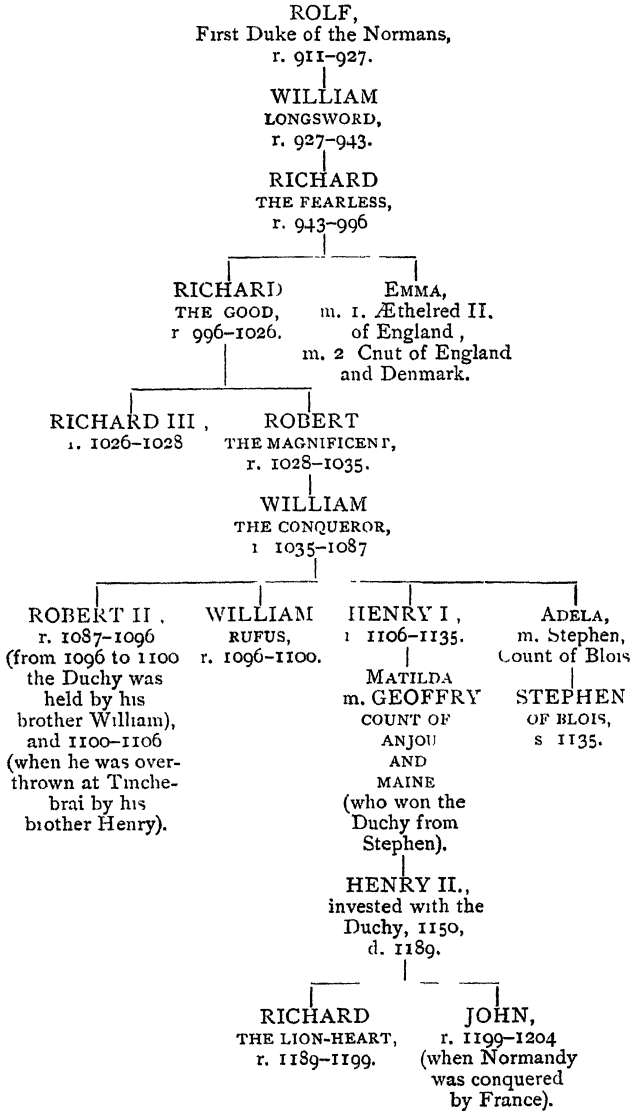 ROLF,
First Duke of the Normans,
r. 911–927.
WILLIAM
LONGSWORD,
r. 927–943.
RICHARD
THE FEARLESS,
r. 943–996
RICHARD
THE GOOD,
r 996–1026.
EMMA,
m. 1. Æthelred II.
of England ,
m. 2 Cnut of England
and Denmark.
RICHARD III ,
r. 1026–1028
ROBERT
THE MAGNIFICENT,
r. 1028–1035.
WILLIAM
THE CONQUEROR,
r 1035–1087
ROBERT II ,
r. 1087–1096
(from 1096 to 1100
the Duchy was
held by his
brother William),
and 1100–1106
(when he was over-
thrown at Tinche-
brai by his
brother Henry).
WILLIAM
RUFUS,
r. 1096–1100.
HENRY I ,
r 1106–1135.
MATILDA
m. GEOFFRY
COUNT OF
ANJOU
AND
MAINE
(who won the
Duchy from
Stephen).
ADELA,
m. Stephen,
Count of Blois
STEPHEN
OF BLOIS,
s 1135.
HENRY II.,
invested with the
Duchy, 1150,
d. 1189.
RICHARD
THE LION-HEART,
r. 1189–1199.
JOHN,
r. 1199–1204
(when Normandy
was conquered
by France).